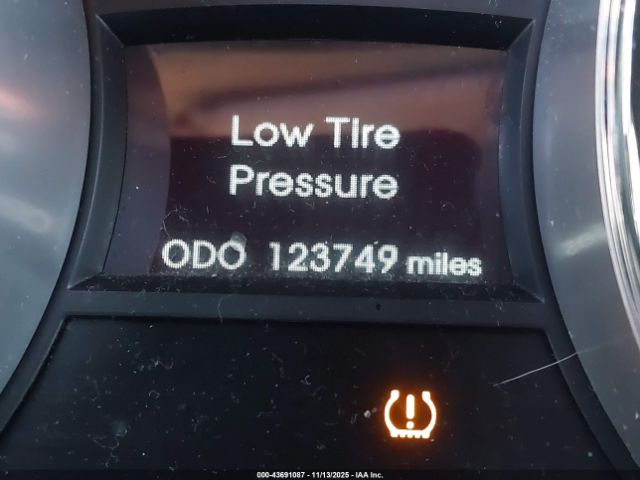 Low Tire
Pressure
ODO 123749 miles
000-43691087 - 11/13/2025 - IAA Inc.